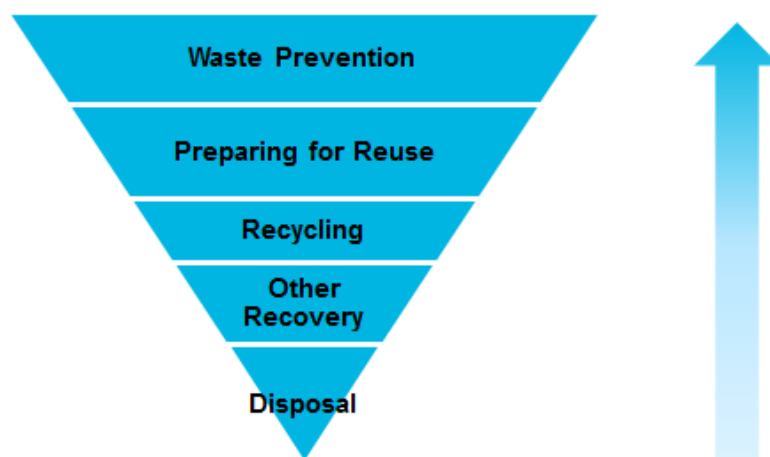 Waste Prevention
Preparing for Reuse
Recycling
Other
Recovery
Disposal